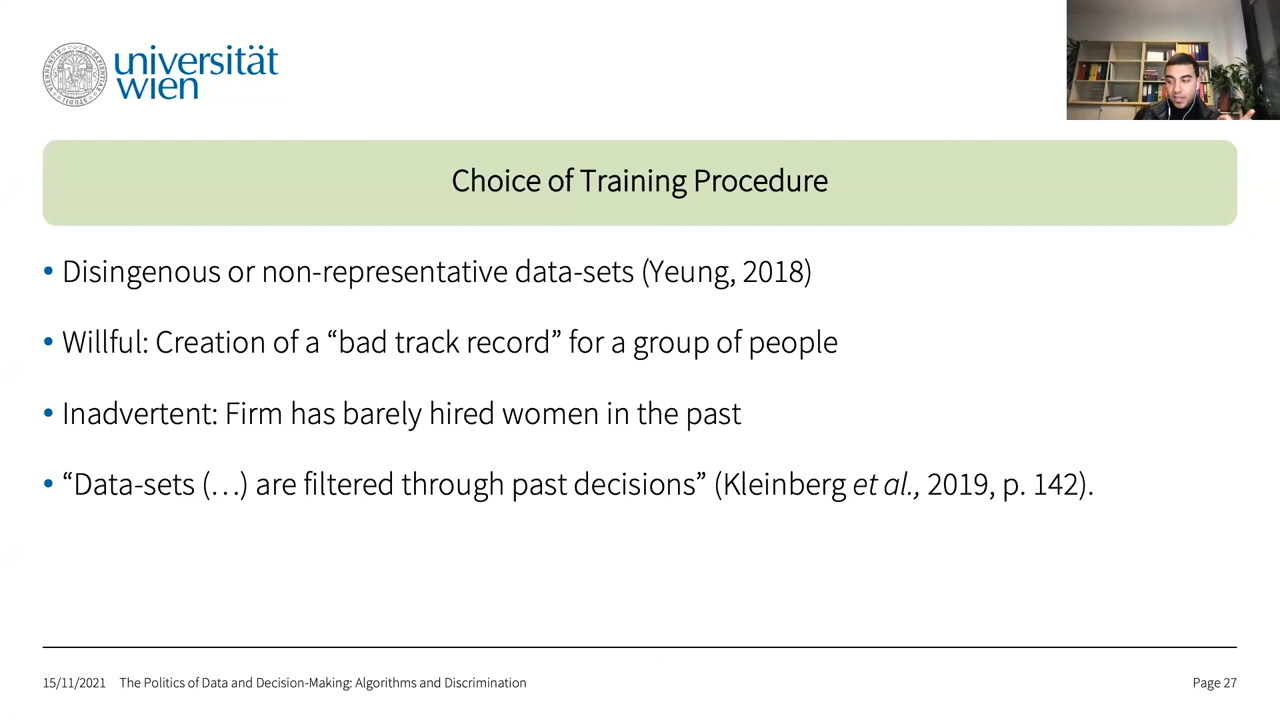 universität
wien
Choice of Training Procedure
• Disingenous or non-representative data-sets (Yeung, 2018)
• Willful: Creation of a “bad track record” for a group of people
• Inadvertent: Firm has barely hired women in the past
• “Data-sets (…) are filtered through past decisions” (Kleinberg et al., 2019, p. 142).
15/11/2021 The Politics of Data and Decision-Making: Algorithms and Discrimination Page 27